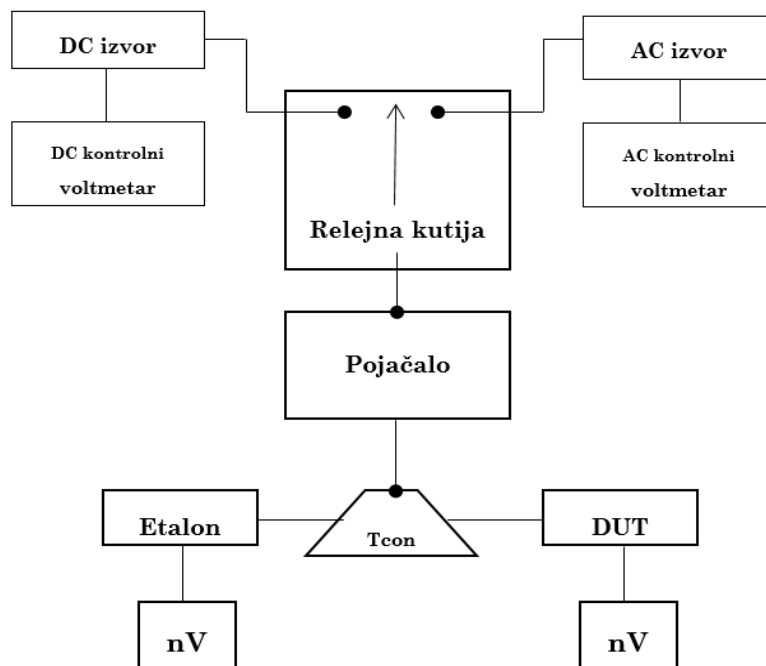 DC izvor
AC izvor
DC kontrolni
voltmetar
AC kontrolni
voltmetar
Relejna kutija
Pojačalo
Etalon
Tcon
DUT
nV
nV